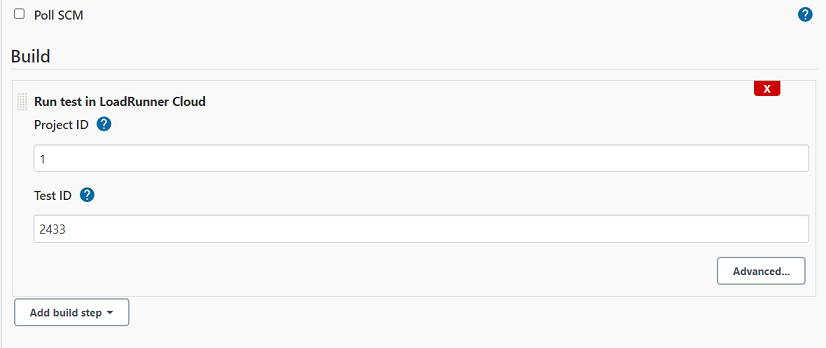 Poll SCM
?
Build
Run test in LoadRunner Cloud
X
Project ID ?
1
Test ID ?
2433
Advanced...
Add build step